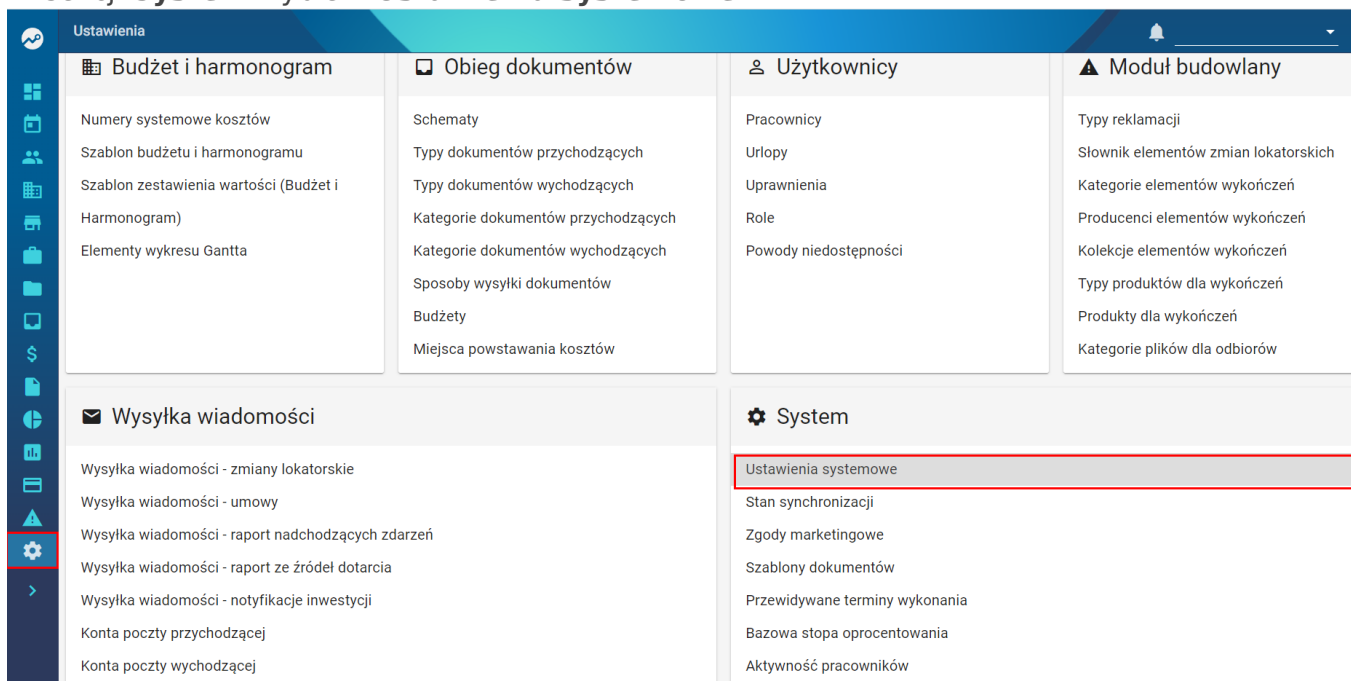 Ustawienia
Budżet i harmonogram
Numery systemowe kosztów
Szablon budżetu i harmonogramu
Szablon zestawienia wartości (Budżet i
Harmonogram)
Elementy wykresu Gantta
Obieg dokumentów
Schematy
Typy dokumentów przychodzących
Typy dokumentów wychodzących
Kategorie dokumentów przychodzących
Kategorie dokumentów wychodzących
Sposoby wysyłki dokumentów
Budżety
Miejsca powstawania kosztów
Użytkownicy
Pracownicy
Urlopy
Uprawnienia
Role
Powody niedostępności
Moduł budowlany
Typy reklamacji
Słownik elementów zmian lokatorskich
Kategorie elementów wykończeń
Producenci elementów wykończeń
Kolekcje elementów wykończeń
Typy produktów dla wykończeń
Produkty dla wykończeń
Kategorie plików dla odbiorów
Wysyłka wiadomości
Wysyłka wiadomości - zmiany lokatorskie
Wysyłka wiadomości - umowy
Wysyłka wiadomości - raport nadchodzących zdarzeń
Wysyłka wiadomości - raport ze źródeł dotarcia
Wysyłka wiadomości - notyfikacje inwestycji
Konta poczty przychodzącej
Konta poczty wychodzącej
System
Ustawienia systemowe
Stan synchronizacji
Zgody marketingowe
Szablony dokumentów
Przewidywane terminy wykonania
Bazowa stopa oprocentowania
Aktywność pracowników